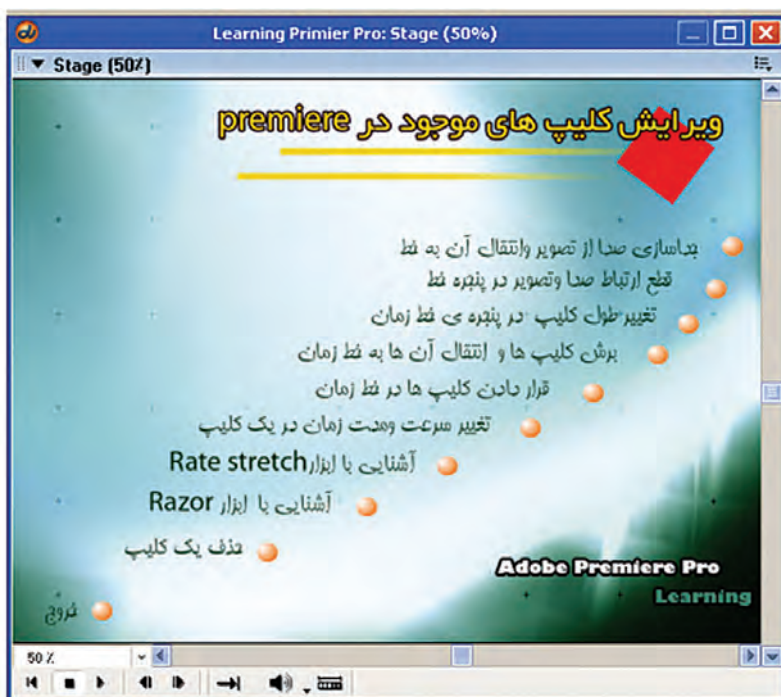 Learning Primier Pro: Stage (50%)
Stage (50%)
ویرایش کلیپ های موجود در premiere
جداسازی صدا از تصویر وانتقال آن به خط
قطع ارتباط صدا وتصویر در پنجره خط
تغییر طول کلیپ در پنجره ی خط زمان
برش کلیپ ها و انتقال آن ها به خط زمان
قرار دادن کلیپ ها در خط زمان
تغییر سرعت ومدت زمان در یک کلیپ
آشنایی با ابزار Rate stretch
آشنایی با ابزار Razor
حذف یک کلیپ
Adobe Premiere Pro
Learning
خروج
50 %